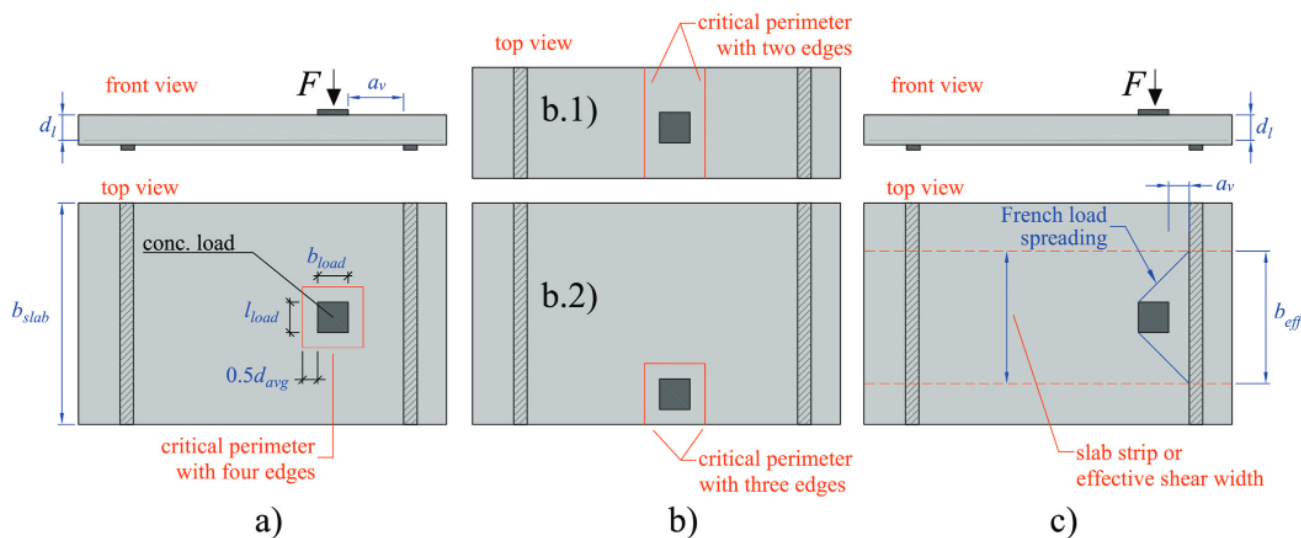 front view
F
a_v
d_l
top view
conc. load
b_load
l_load
b_slab
0.5d_avg
critical perimeter
with four edges
a)
top view
critical perimeter
with two edges
b.1)
b.2)
critical perimeter
with three edges
b)
front view
F
d_l
top view
a_v
French load
spreading
b_eff
slab strip or
effective shear width
c)